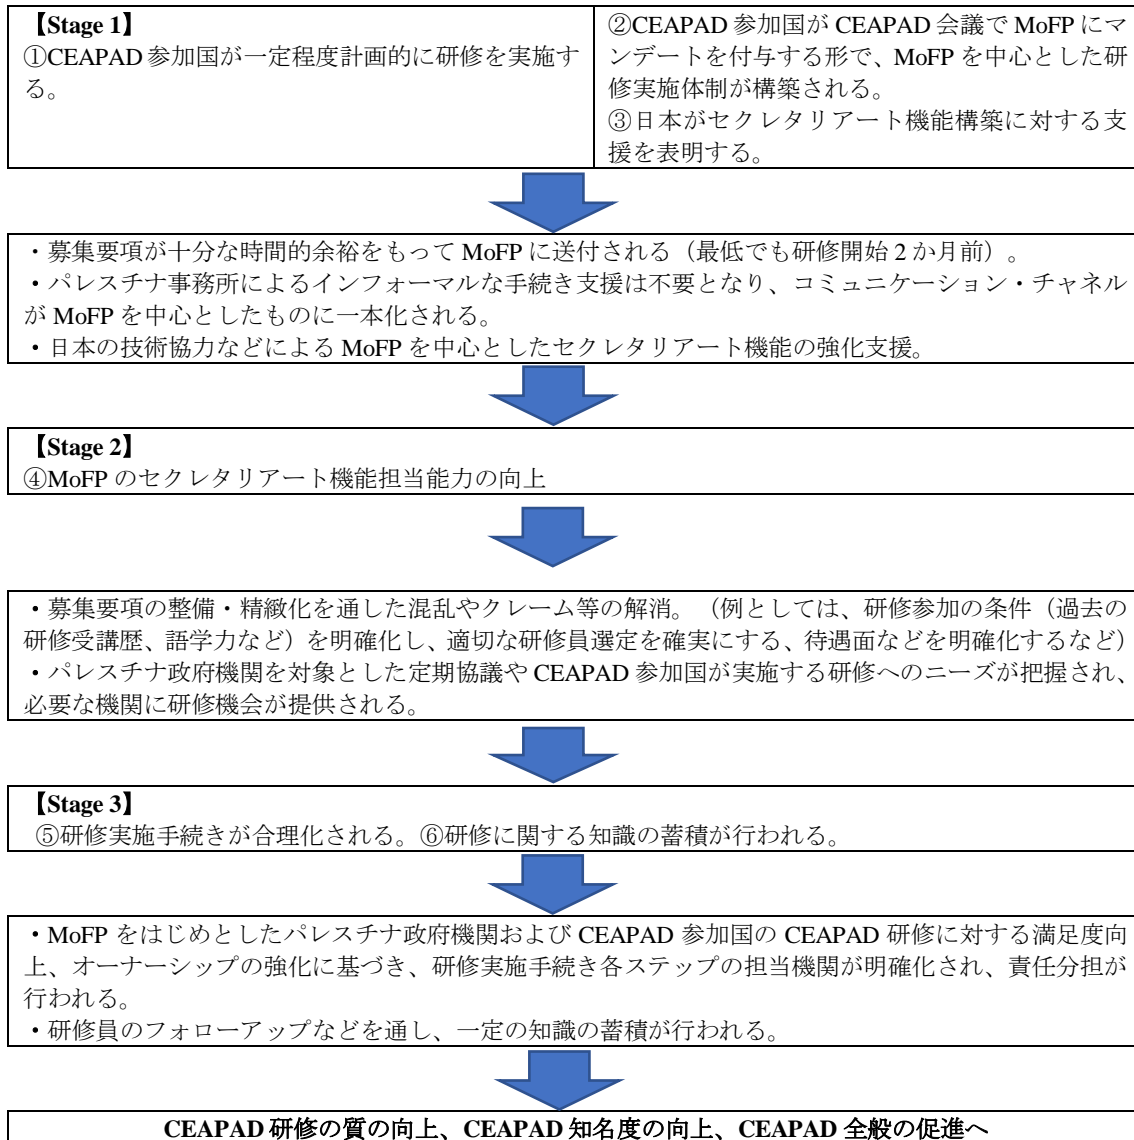 【Stage 1】
①CEAPAD 参加国が一定程度計画的に研修を実施す
る。
②CEAPAD 参加国が CEAPAD 会議で MoFP にマ
ンデートを付与する形で、MoFP を中心とした研
修実施体制が構築される。
③日本がセクレタリアート機能構築に対する支
援を表明する。
・募集要項が十分な時間的余裕をもって MoFP に送付される（最低でも研修開始 2 か月前）。
・パレスチナ事務所によるインフォーマルな手続き支援は不要となり、コミュニケーション・チャネル
が MoFP を中心としたものに一本化される。
・日本の技術協力などによる MoFP を中心としたセクレタリアート機能の強化支援。
【Stage 2】
④MoFP のセクレタリアート機能担当能力の向上
・募集要項の整備・精緻化を通した混乱やクレーム等の解消。（例としては、研修参加の条件（過去の
研修受講歴、語学力など）を明確化し、適切な研修員選定を確実にする、待遇面などを明確化するなど）
・パレスチナ政府機関を対象とした定期協議や CEAPAD 参加国が実施する研修へのニーズが把握され、
必要な機関に研修機会が提供される。
【Stage 3】
⑤研修実施手続きが合理化される。⑥研修に関する知識の蓄積が行われる。
・MoFP をはじめとしたパレスチナ政府機関および CEAPAD 参加国の CEAPAD 研修に対する満足度向
上、オーナーシップの強化に基づき、研修実施手続き各ステップの担当機関が明確化され、責任分担が
行われる。
・研修員のフォローアップなどを通し、一定の知識の蓄積が行われる。
CEAPAD 研修の質の向上、CEAPAD 知名度の向上、CEAPAD 全般の促進へ